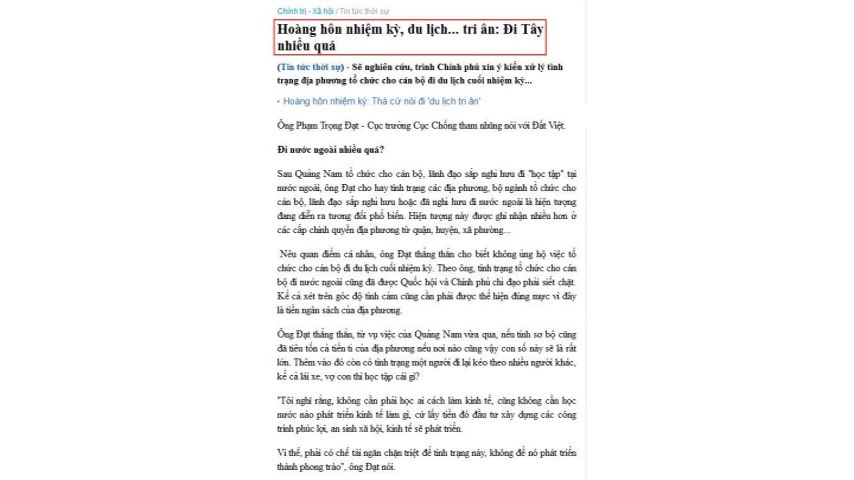 Chính trị - Xã hội / Tin tức thời sự
Hoàng hôn nhiệm kỳ, du lịch... tri ân: Đi Tây
nhiều quá
(Tin tức thời sự) - Sẽ nghiên cứu, trình Chính phủ xin ý kiến xử lý tình
trạng địa phương tổ chức cho cán bộ đi du lịch cuối nhiệm kỳ...
• Hoàng hôn nhiệm kỳ: Thà cứ nói đi 'du lịch tri ân'
Ông Phạm Trọng Đạt - Cục trưởng Cục Chống tham nhũng nói với Đất Việt.
Đi nước ngoài nhiều quá?
Sau Quảng Nam tổ chức cho cán bộ, lãnh đạo sắp nghỉ hưu đi "học tập" tại
nước ngoài, ông Đạt cho hay tình trạng các địa phương, bộ ngành tổ chức cho
cán bộ, lãnh đạo sắp nghỉ hưu hoặc đã nghỉ hưu đi nước ngoài là hiện tượng
đang diễn ra tương đối phổ biến. Hiện tượng này được ghi nhận nhiều hơn ở
các cấp chính quyền địa phương từ quận, huyện, xã phường...
Nêu quan điểm cá nhân, ông Đạt thẳng thắn cho biết không ủng hộ việc tổ
chức cho cán bộ đi du lịch cuối nhiệm kỳ. Theo ông, tình trạng tổ chức cho cán
bộ đi nước ngoài cũng đã được Quốc hội và Chính phủ chỉ đạo phải siết chặt.
Kể cả xét trên góc độ tình cảm cũng cần phải được thể hiện đúng mực vì đây
là tiền ngân sách của địa phương.
Ông Đạt thẳng thắn, từ vụ việc của Quảng Nam vừa qua, nếu tính sơ bộ cũng
đã tiêu tốn cả tiền tỉ của địa phương nếu nơi nào cũng vậy con số này sẽ là rất
lớn. Thêm vào đó còn có tình trạng một người đi lại kéo theo nhiều người khác,
kể cả lái xe, vợ con thì học tập cái gì?
"Tôi nghĩ rằng, không cần phải học ai cách làm kinh tế, cũng không cần học
nước nào phát triển kinh tế làm gì, cứ lấy tiền đó đầu tư xây dựng các công
trình phúc lợi, an sinh xã hội, kinh tế sẽ phát triển.
Vì thế, phải có chế tài ngăn chặn triệt để tình trạng này, không để nó phát triển
thành phong trào", ông Đạt nói.